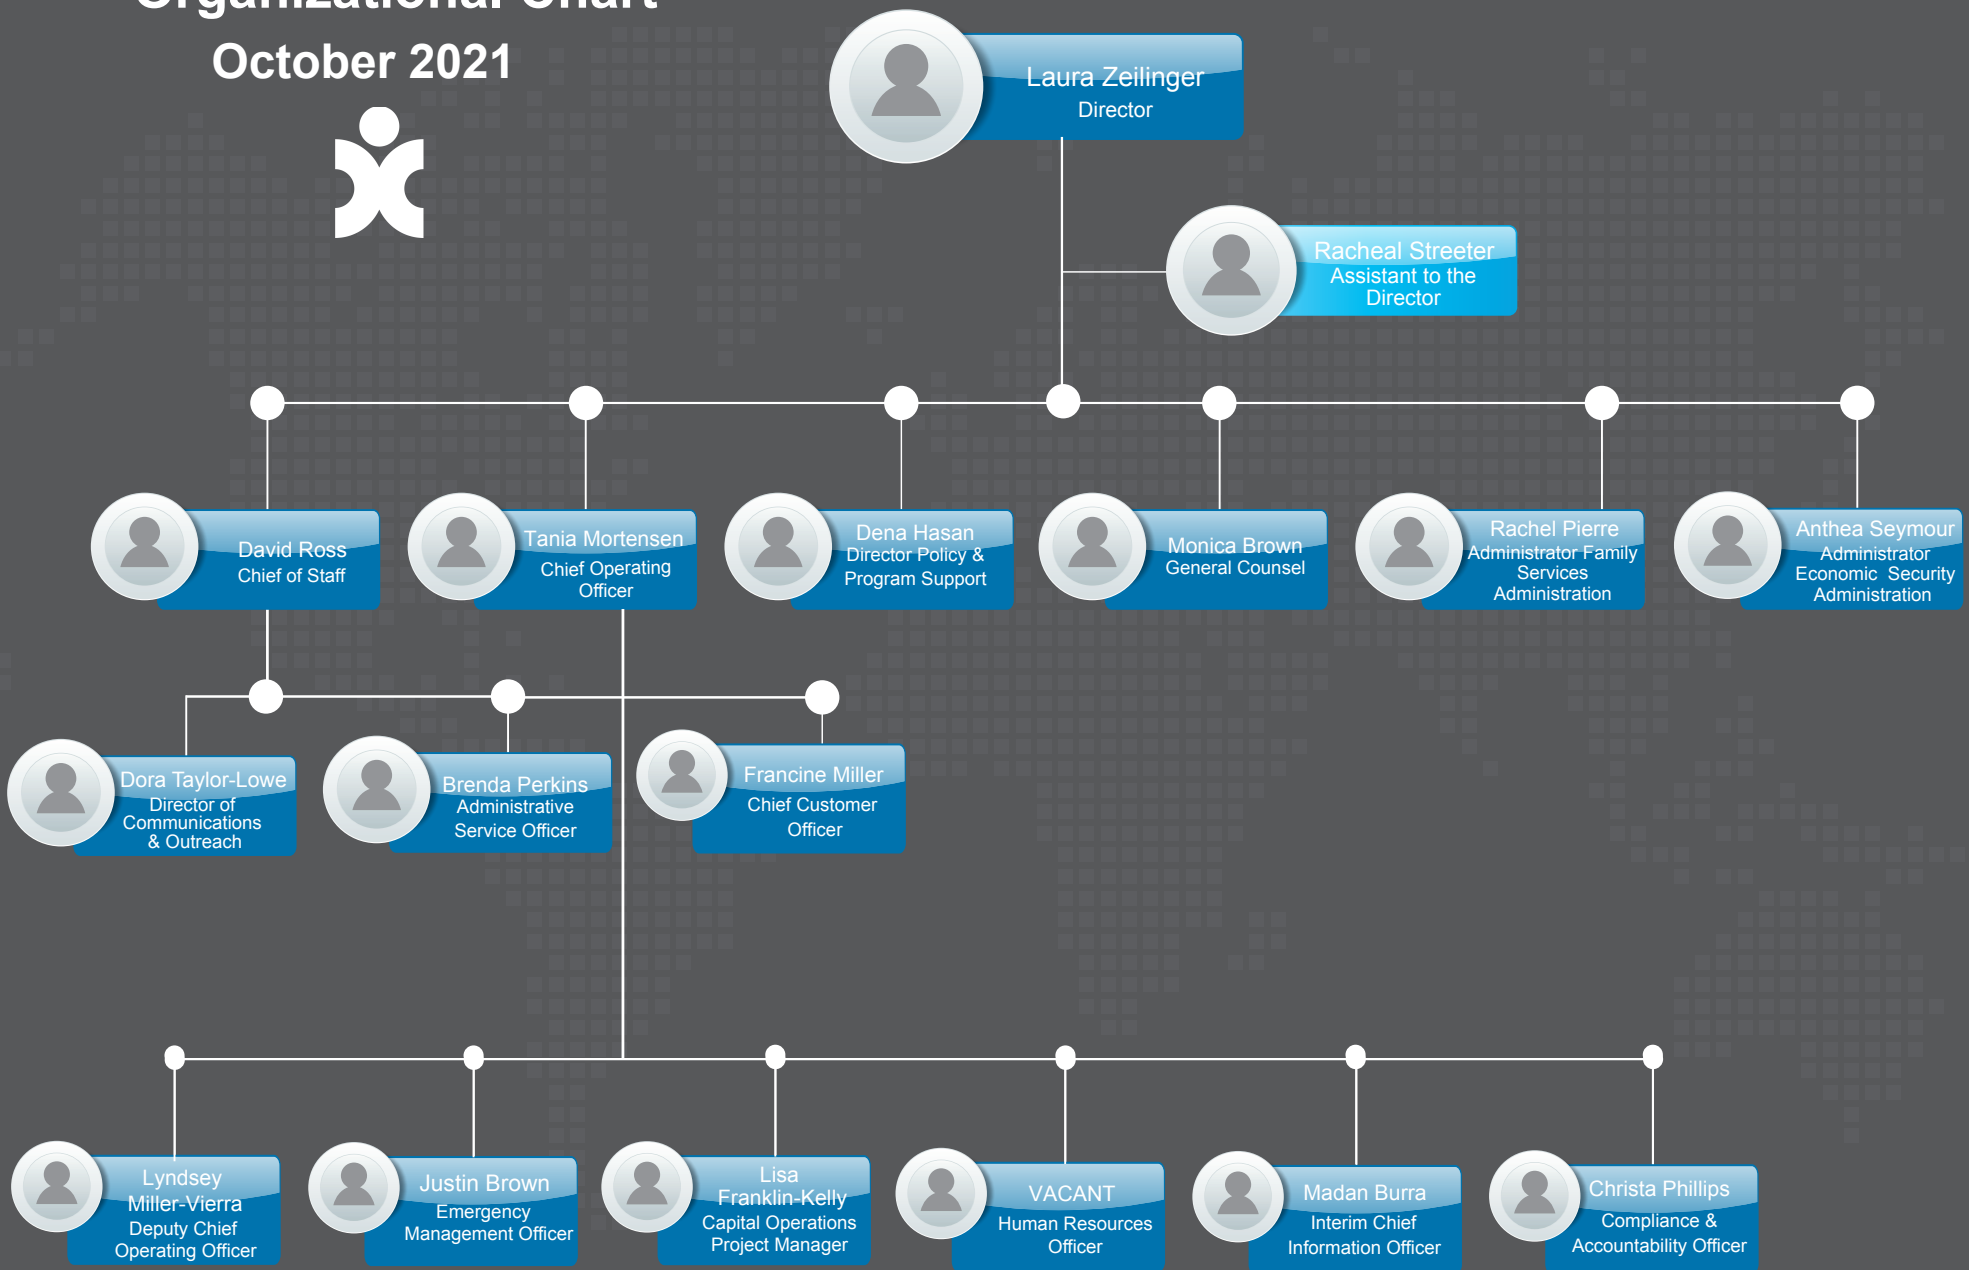 Organizational Chart
October 2021
Laura Zeilinger
Director
Racheal Streeter
Assistant to the
Director
David Ross
Chief of Staff
Tania Mortensen
Chief Operating
Officer
Dena Hasan
Director Policy &
Program Support
Monica Brown
General Counsel
Rachel Pierre
Administrator Family
Services
Administration
Anthea Seymour
Administrator
Economic Security
Administration
Dora Taylor-Lowe
Director of
Communications
& Outreach
Brenda Perkins
Administrative
Service Officer
Francine Miller
Chief Customer
Officer
Lyndsey
Miller-Vierra
Deputy Chief
Operating Officer
Justin Brown
Emergency
Management Officer
Lisa
Franklin-Kelly
Capital Operations
Project Manager
VACANT
Human Resources
Officer
Madan Burra
Interim Chief
Information Officer
Christa Phillips
Compliance &
Accountability Officer